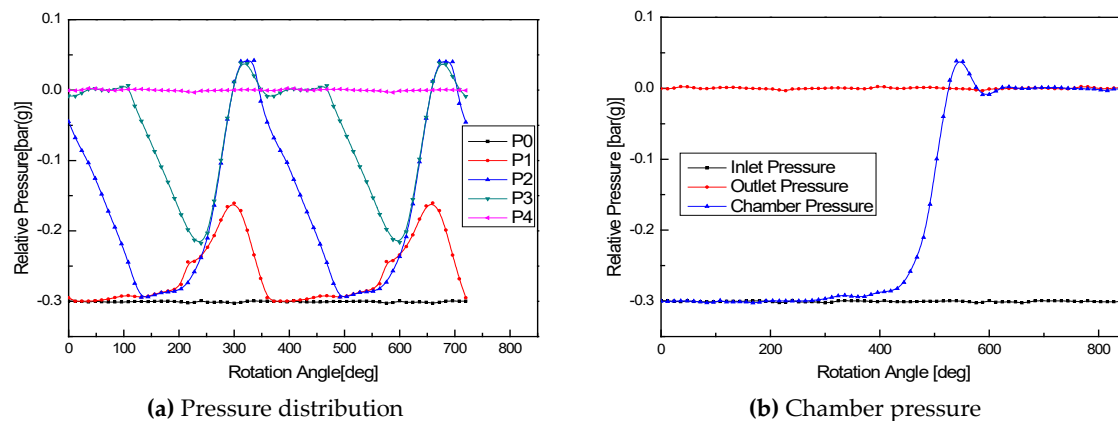 0.1
0.0
-0.1
-0.2
-0.3
Relative Pressure[bar(g)]
0 100 200 300 400 500 600 700 800
Rotation Angle[deg]
P0
P1
P2
P3
P4
(a) Pressure distribution
0.1
0.0
-0.1
-0.2
-0.3
Relative Pressure [bar(g)]
0 200 400 600 800
Rotation Angle [deg]
Inlet Pressure
Outlet Pressure
Chamber Pressure
(b) Chamber pressure